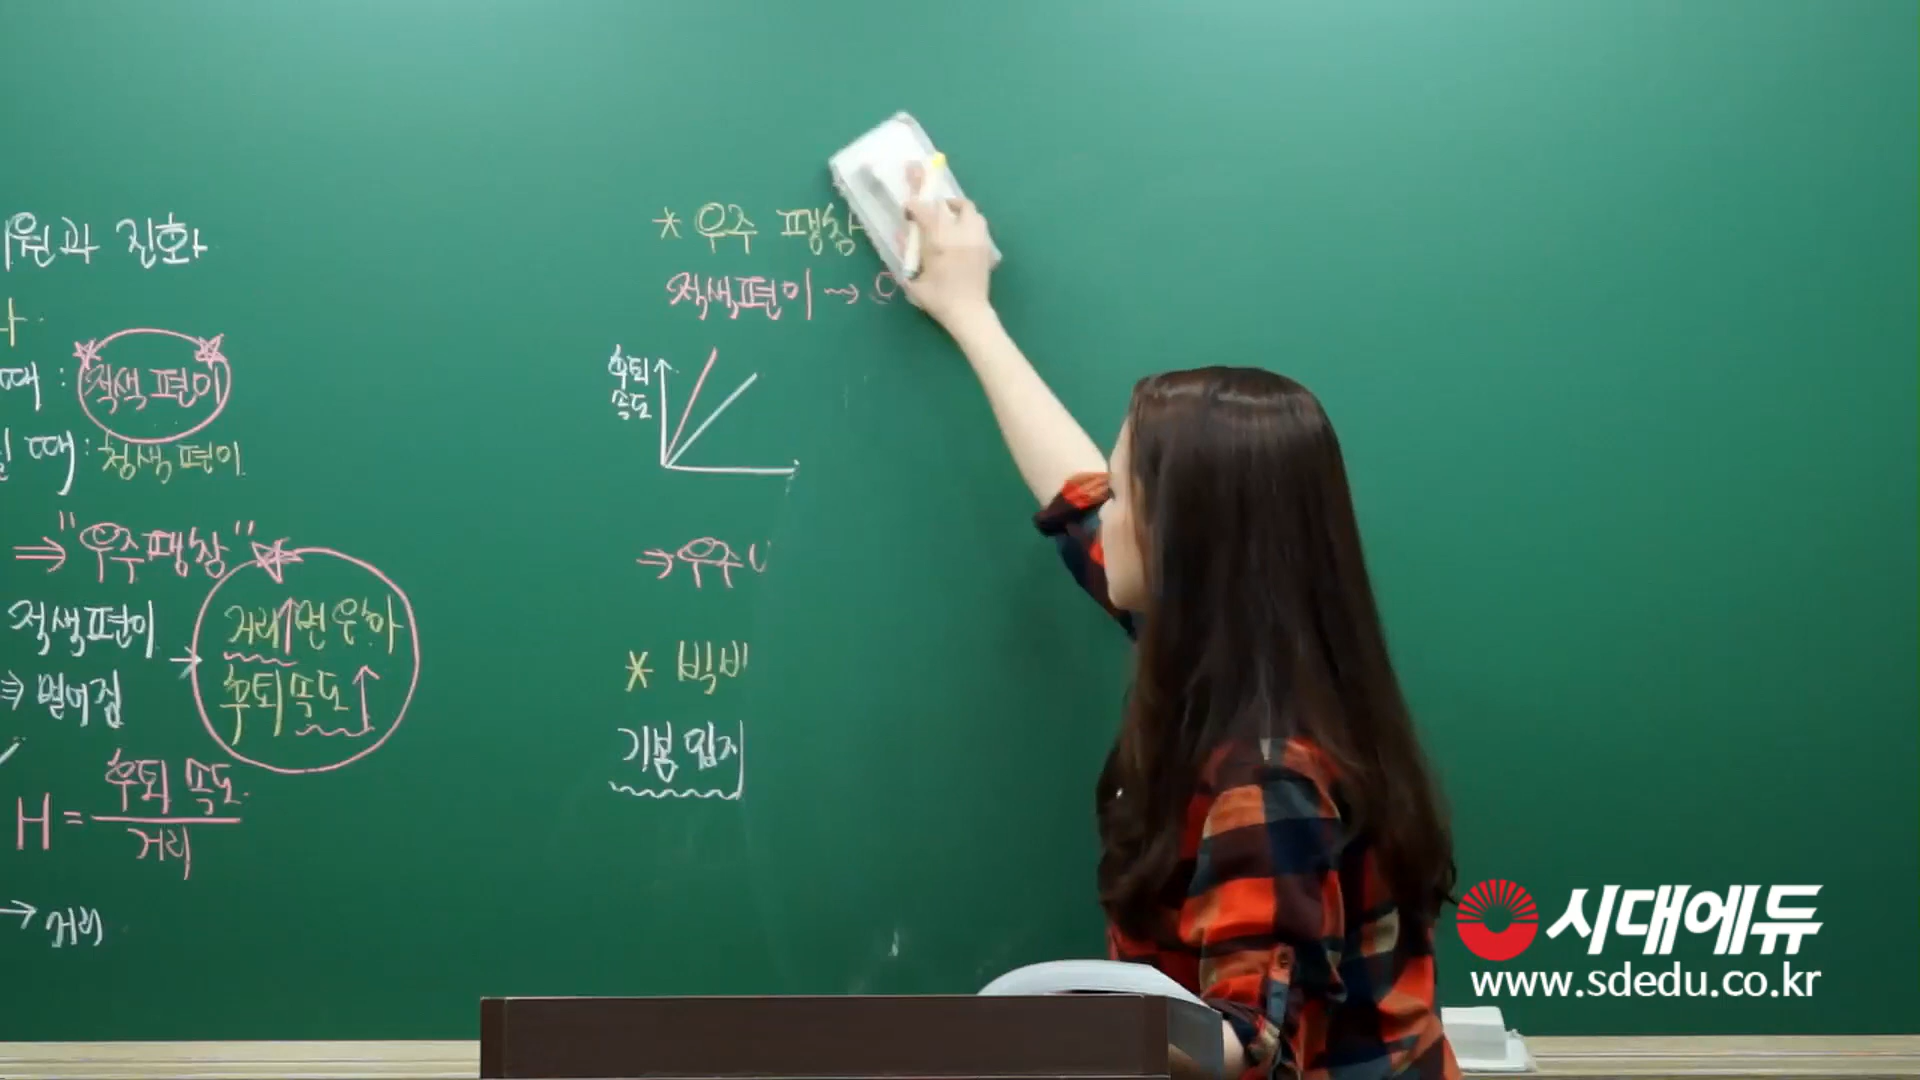 원과 진화
때 : 적색편이
때 : 청색편이
⇒ "우주팽창"
적색편이 →
⇒ 멀어짐
거리↑면 은하
후퇴속도↑
H = 후퇴 속도 / 거리
→ 거리
* 우주 팽창
적색편이 →
후퇴
속도
→ 우주
* 빅
기본 입자
시대에듀
www.sdedu.co.kr